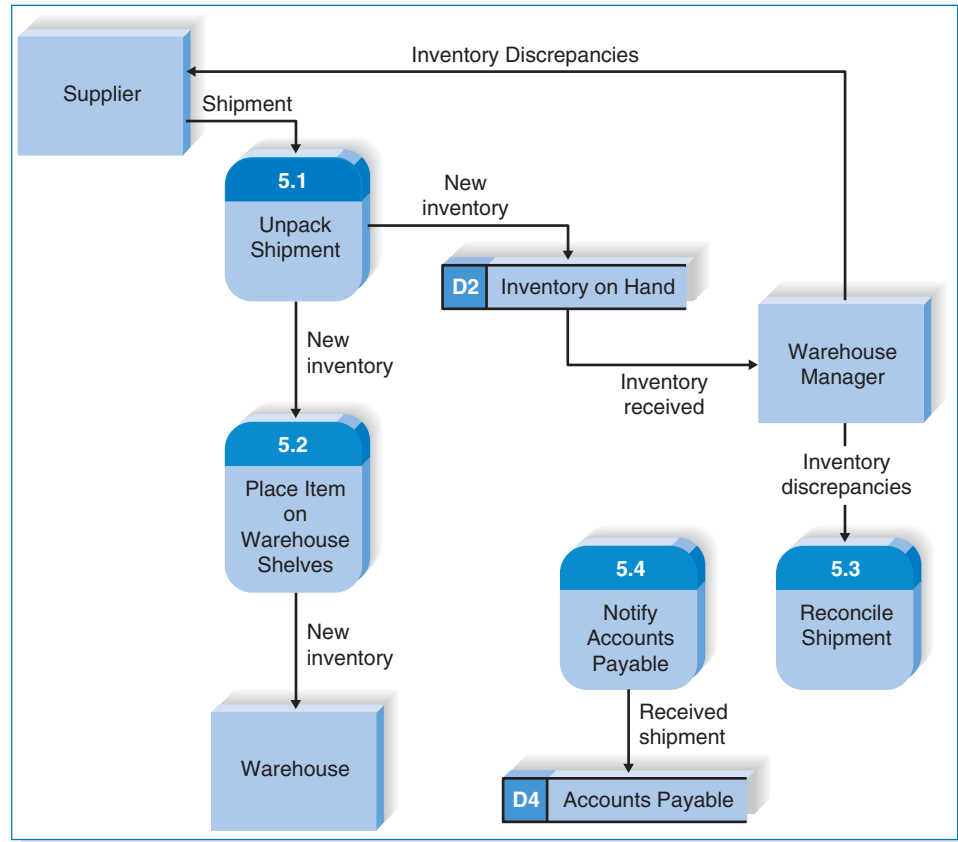 Inventory Discrepancies
Supplier
Shipment
5.1
Unpack
Shipment
New
inventory
D2 Inventory on Hand
New
inventory
Warehouse
Manager
Inventory
received
5.2
Place Item
on
Warehouse
Shelves
Inventory
discrepancies
5.4
Notify
Accounts
Payable
5.3
Reconcile
Shipment
New
inventory
Received
shipment
Warehouse
D4 Accounts Payable